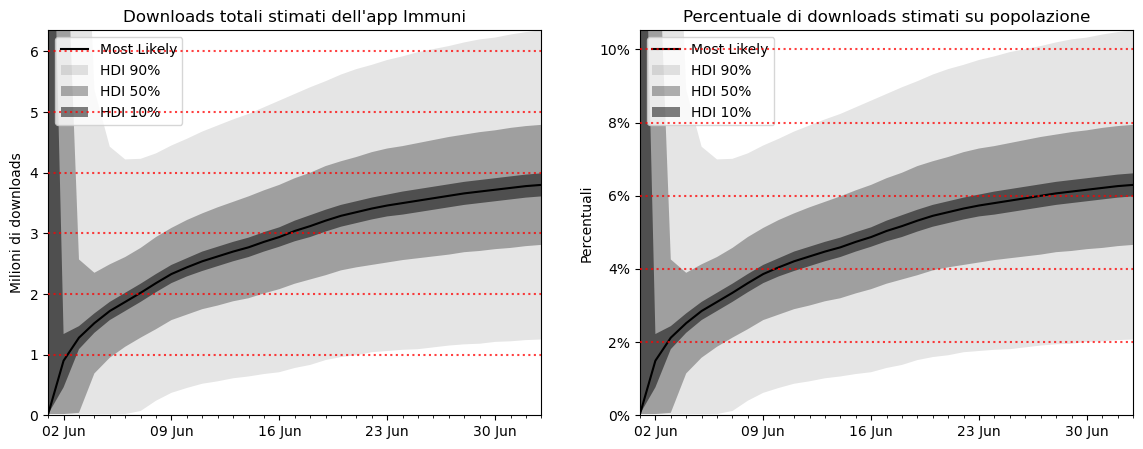 Downloads totali stimati dell'app Immuni
Milioni di downloads
6
5
4
3
2
1
0
Most Likely
HDI 90%
HDI 50%
HDI 10%
02 Jun
09 Jun
16 Jun
23 Jun
30 Jun
Percentuale di downloads stimati su popolazione
Percentuali
10%
8%
6%
4%
2%
0%
Most Likely
HDI 90%
HDI 50%
HDI 10%
02 Jun
09 Jun
16 Jun
23 Jun
30 Jun